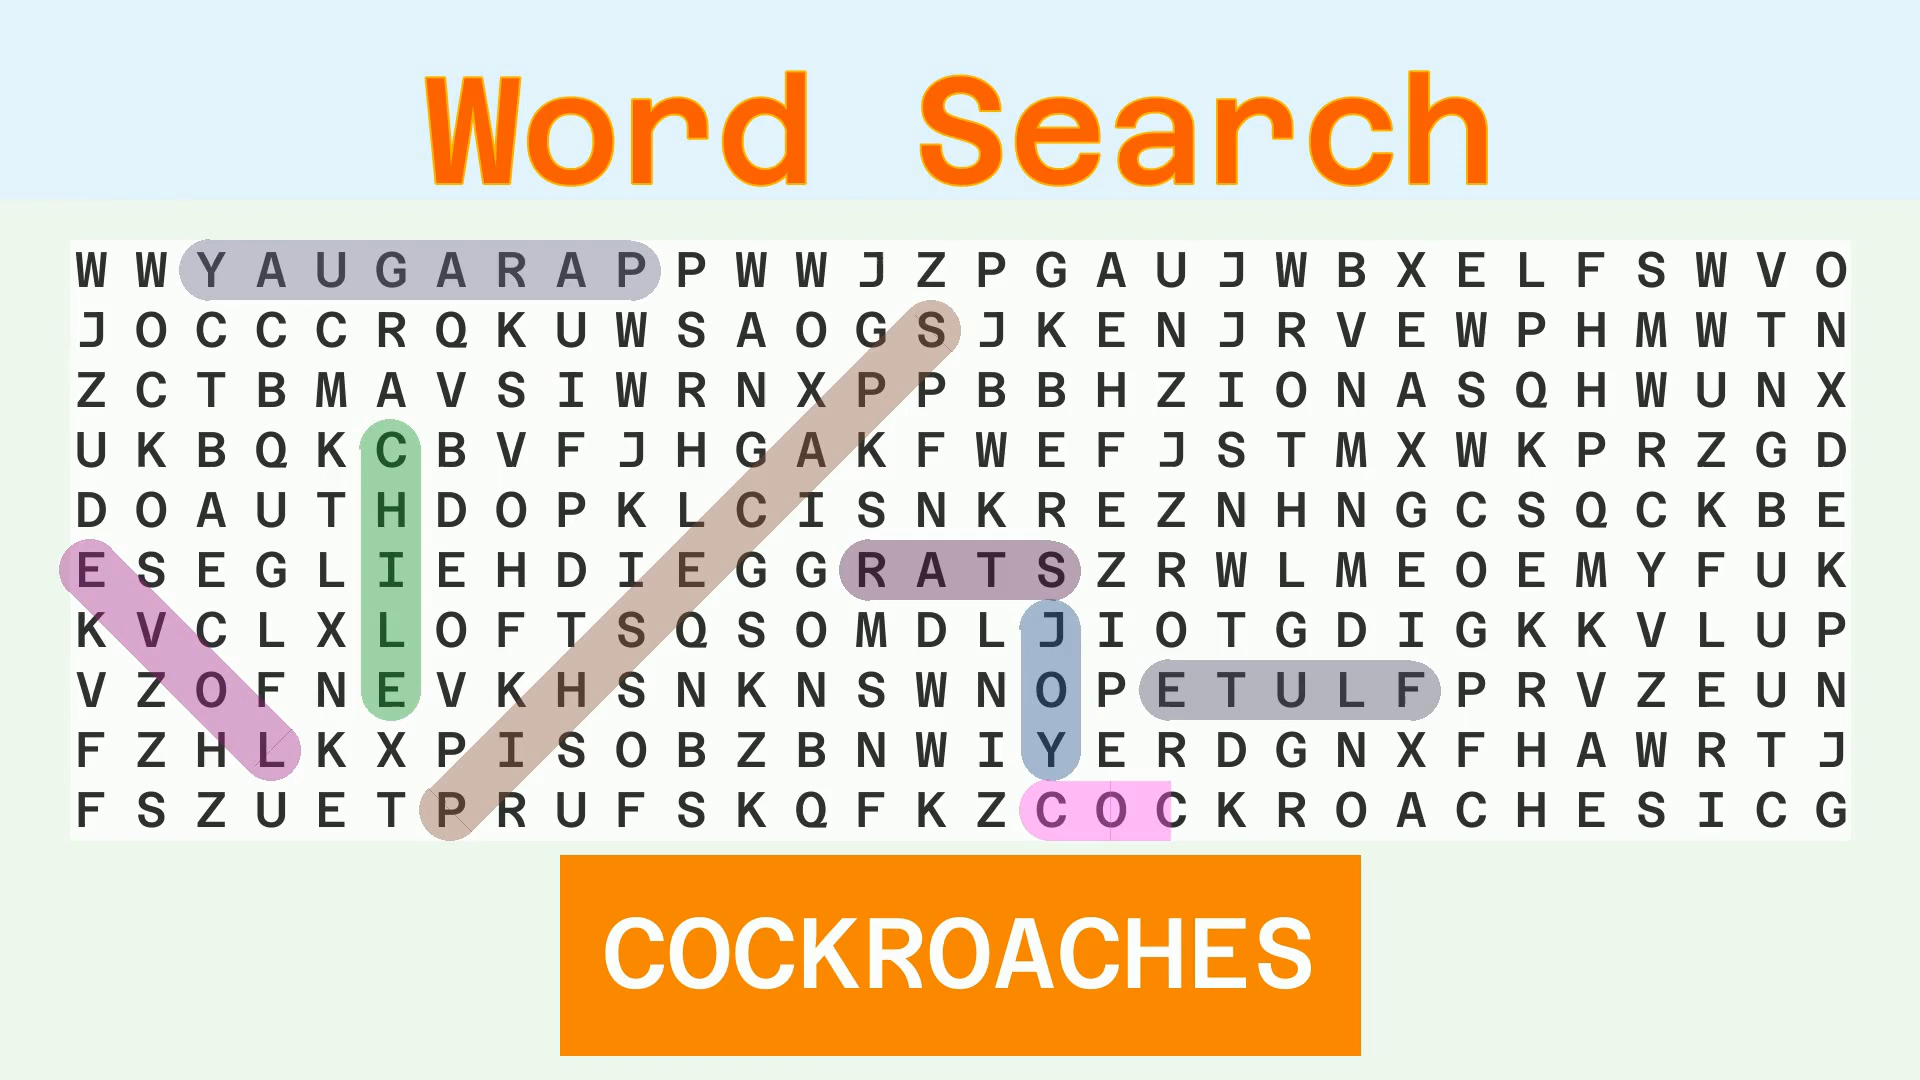 Word Search
W W Y A U G A R A P P W W J Z P G A U J W B X E L F S W V O
J O C C C R Q K U W S A O G S J K E N J R V E W P H M W T N
Z C T B M A V S I W R N X P P B B H Z I O N A S Q H W U N X
U K B Q K C B V F J H G A K F W E F J S T M X W K P R Z G D
D O A U T H D O P K L C I S N K R E Z N H N G C S Q C K B E
E S E G L I E H D I E G G R A T S Z R W L M E O E M Y F U K
K V C L X L O F T S Q S O M D L J I O T G D I G K K V L U P
V Z O F N E V K H S N K N S W N O P E T U L F P R V Z E U N
F Z H L K X P I S O B Z B N W I Y E R D G N X F H A W R T J
F S Z U E T P R U F S K Q F K Z C O C K R O A C H E S I C G
COCKROACHES